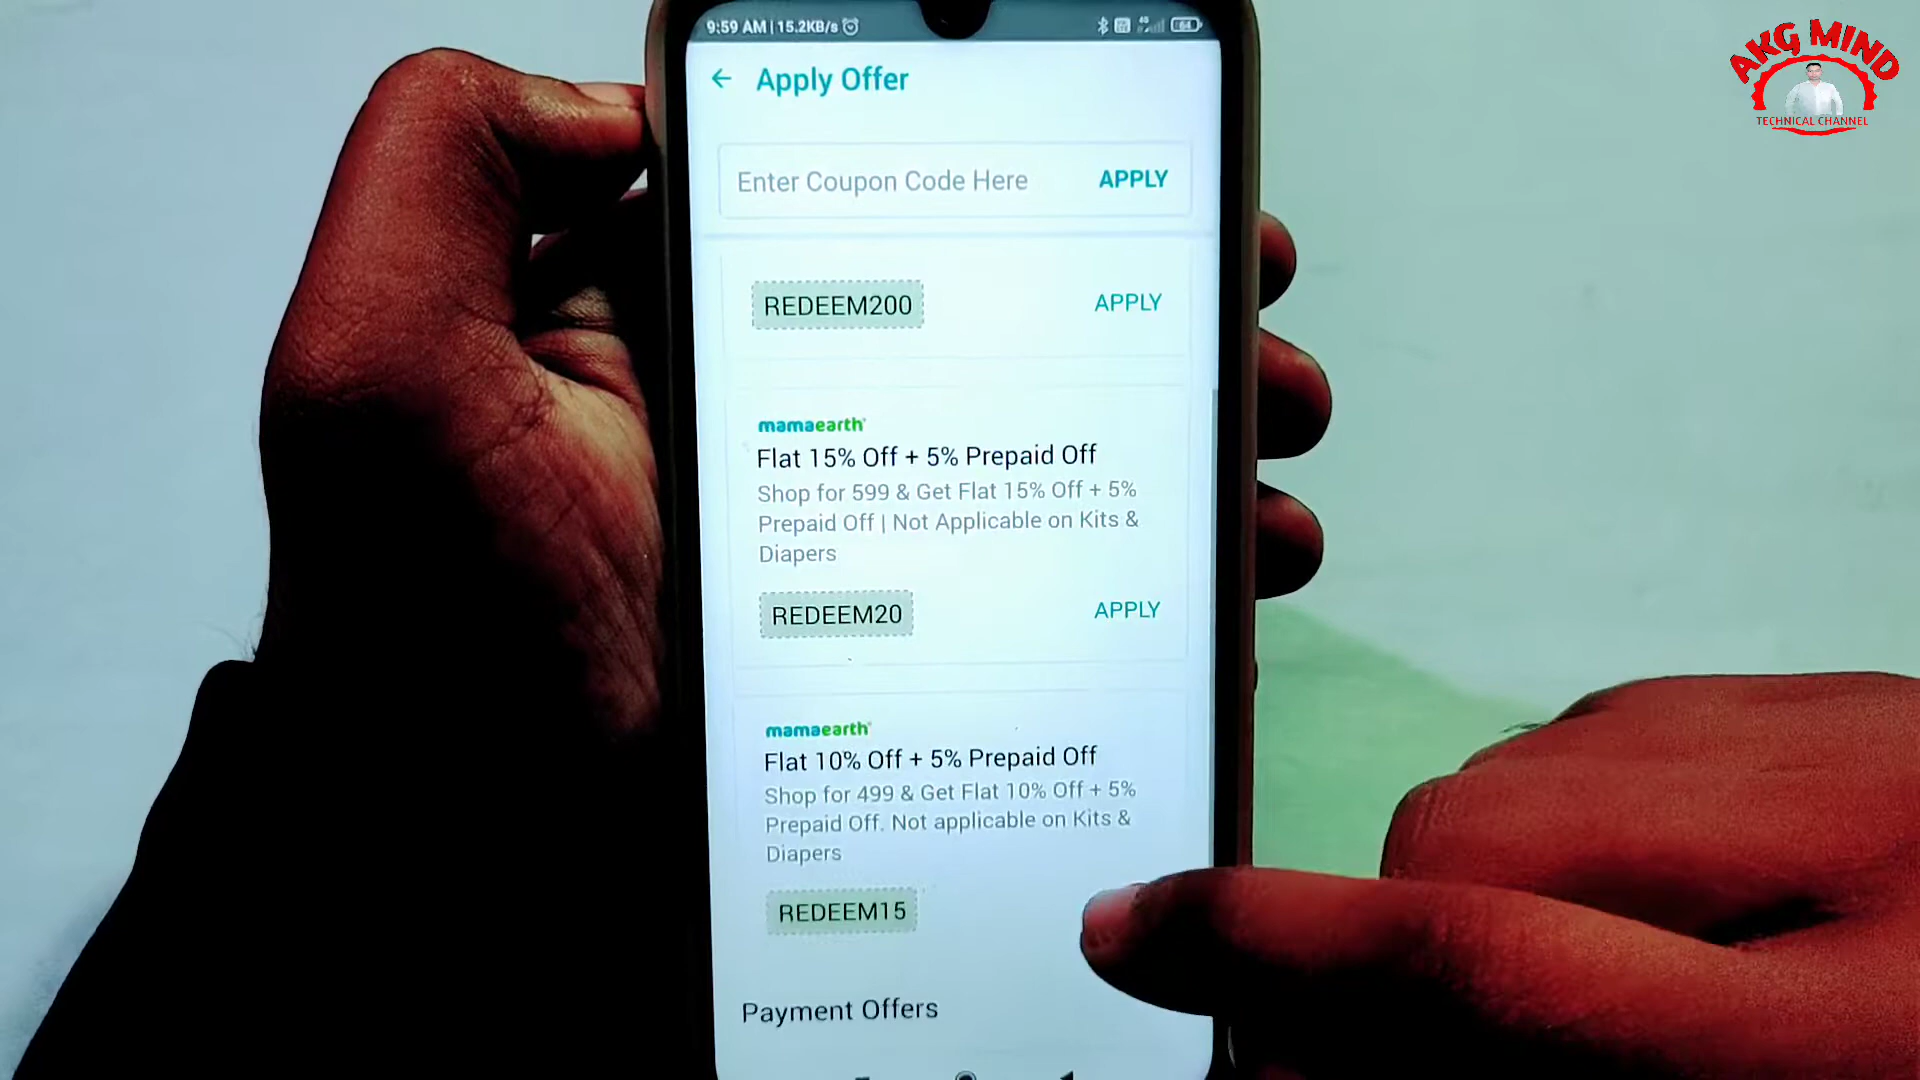 9:59 AM | 15.2KB/s
4G
64
AKG MIND
TECHNICAL CHANNEL
Apply Offer
Enter Coupon Code Here APPLY
REDEEM200 APPLY
mamaearth
Flat 15% Off + 5% Prepaid Off
Shop for 599 & Get Flat 15% Off + 5%
Prepaid Off | Not Applicable on Kits &
Diapers
REDEEM20 APPLY
mamaearth
Flat 10% Off + 5% Prepaid Off
Shop for 499 & Get Flat 10% Off + 5%
Prepaid Off. Not applicable on Kits &
Diapers
REDEEM15
Payment Offers